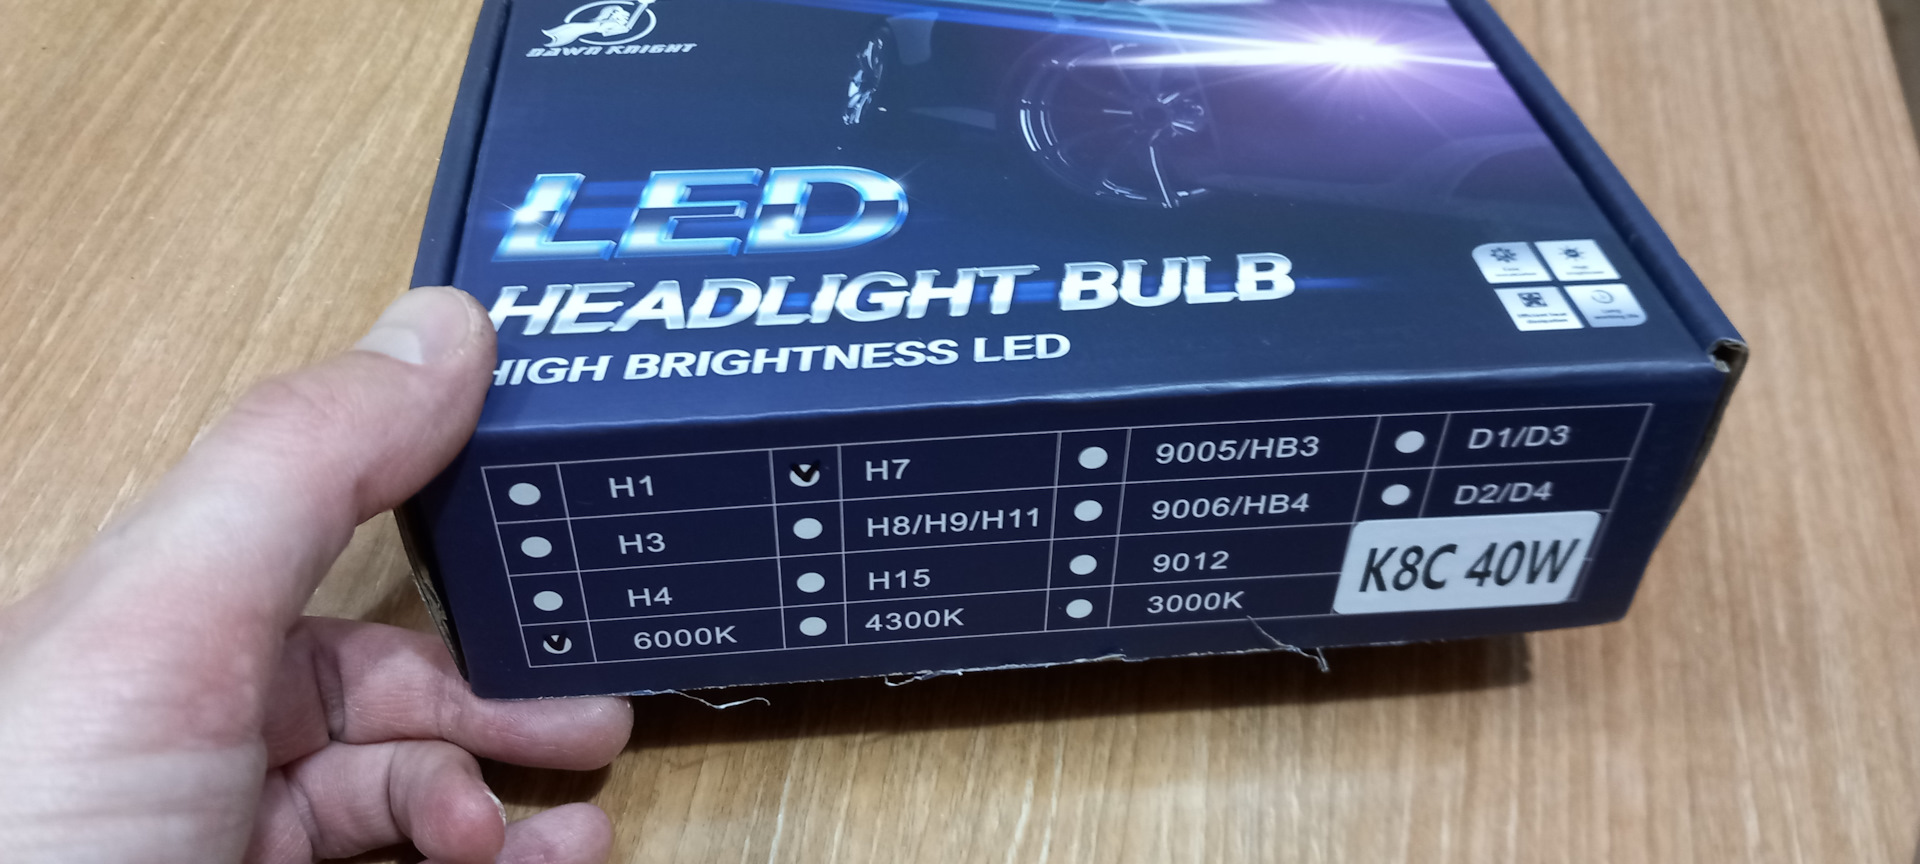 DAWN KNIGHT
LED
HEADLIGHT BULB
HIGH BRIGHTNESS LED
H1 H7 9005/HB3 D1/D3
H3 H8/H9/H11 9006/HB4 D2/D4
H4 H15 9012
6000K 4300K 3000K
K8C 40W